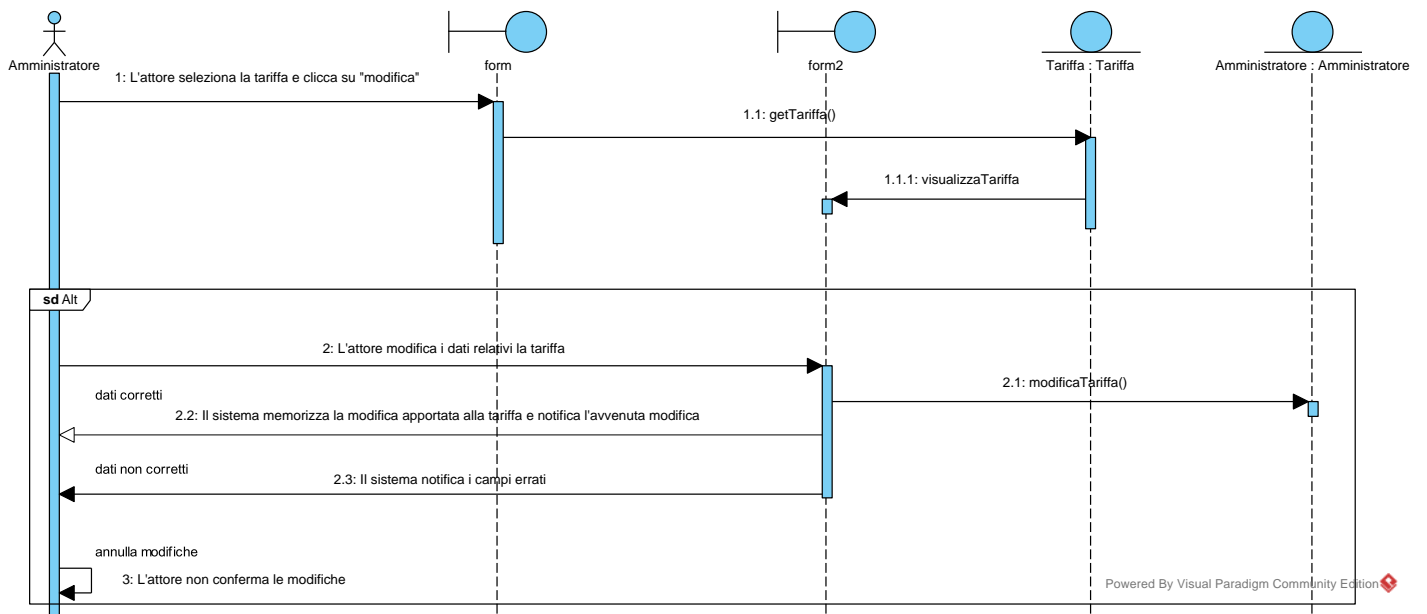 Amministratore
form
form2
Tariffa : Tariffa
Amministratore : Amministratore
1: L'attore seleziona la tariffa e clicca su "modifica"
1.1: getTariffa()
1.1.1: visualizzaTariffa
sd Alt
2: L'attore modifica i dati relativi la tariffa
2.1: modificaTariffa()
dati corretti
2.2: Il sistema memorizza la modifica apportata alla tariffa e notifica l'avvenuta modifica
dati non corretti
2.3: Il sistema notifica i campi errati
annulla modifiche
3: L'attore non conferma le modifiche
Powered By Visual Paradigm Community Edition